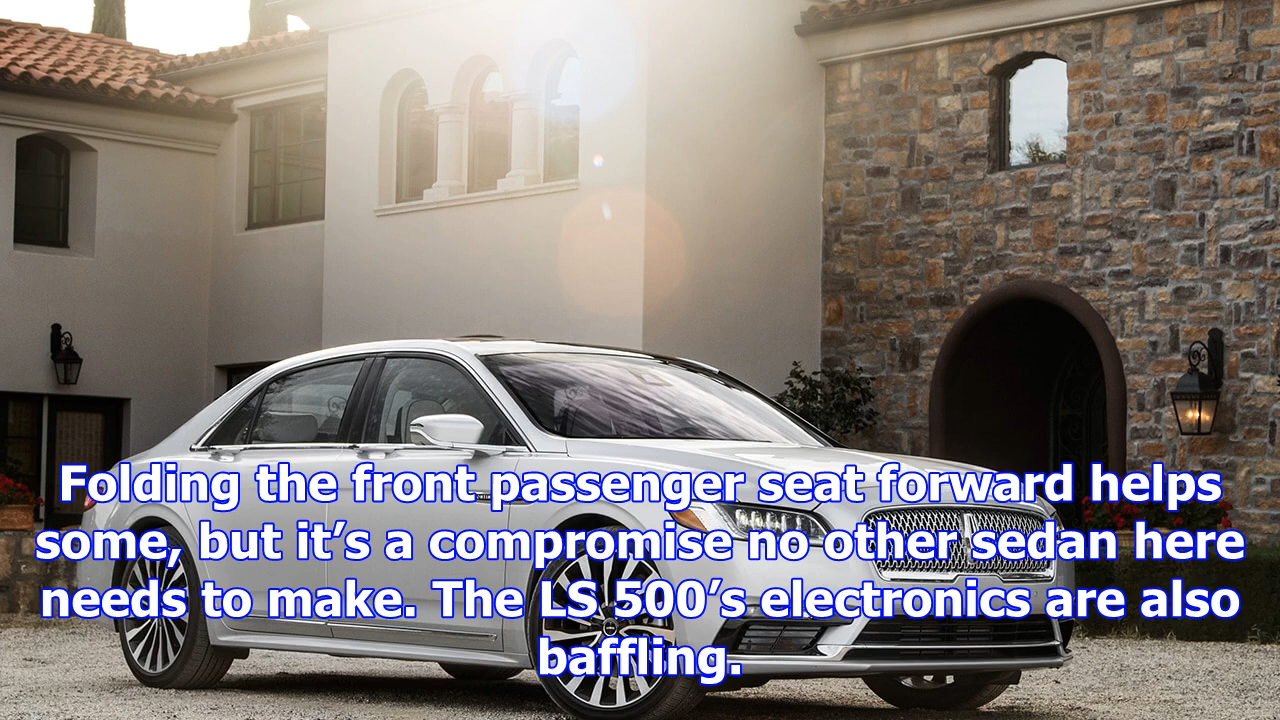 Folding the front passenger seat forward helps
some, but it’s a compromise no other sedan here
needs to make. The LS 500’s electronics are also
baffling.